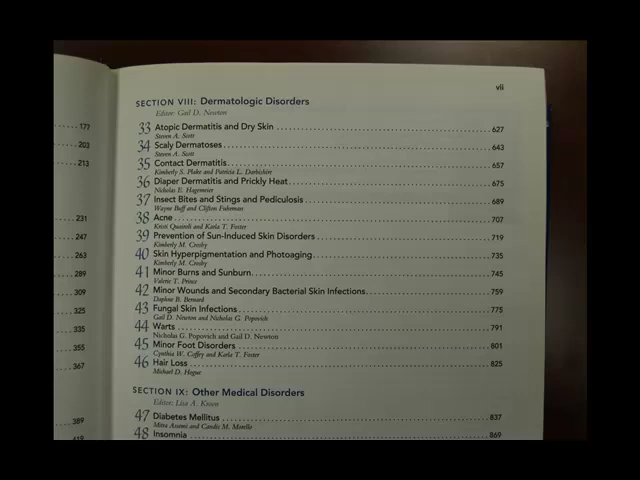 177
203
213
231
247
263
289
309
325
335
355
367
389
vii
SECTION VIII: Dermatologic Disorders
Editor: Gail D. Newton
33 Atopic Dermatitis and Dry Skin 627
Steven A. Scott
34 Scaly Dermatoses 643
Steven A. Scott
35 Contact Dermatitis 657
Kimberly S. Plake and Patricia L. Darbishire
36 Diaper Dermatitis and Prickly Heat 675
Nicholas E. Hagemeier
37 Insect Bites and Stings and Pediculosis 689
Wayne Buff and Clifton Fuhrman
38 Acne 707
Kristi Quairoli and Karla T. Foster
39 Prevention of Sun-Induced Skin Disorders 719
Kimberly M. Crosby
40 Skin Hyperpigmentation and Photoaging 735
Kimberly M. Crosby
41 Minor Burns and Sunburn 745
Valerie T. Prince
42 Minor Wounds and Secondary Bacterial Skin Infections 759
Daphne B. Bernard
43 Fungal Skin Infections 775
Gail D. Newton and Nicholas G. Popovich
44 Warts 791
Nicholas G. Popovich and Gail D. Newton
45 Minor Foot Disorders 801
Cynthia W. Coffey and Karla T. Foster
46 Hair Loss 825
Michael D. Hogue
SECTION IX: Other Medical Disorders
Editor: Lisa A. Kroon
47 Diabetes Mellitus 837
Mitra Assemi and Candis M. Morello
48 Insomnia 869